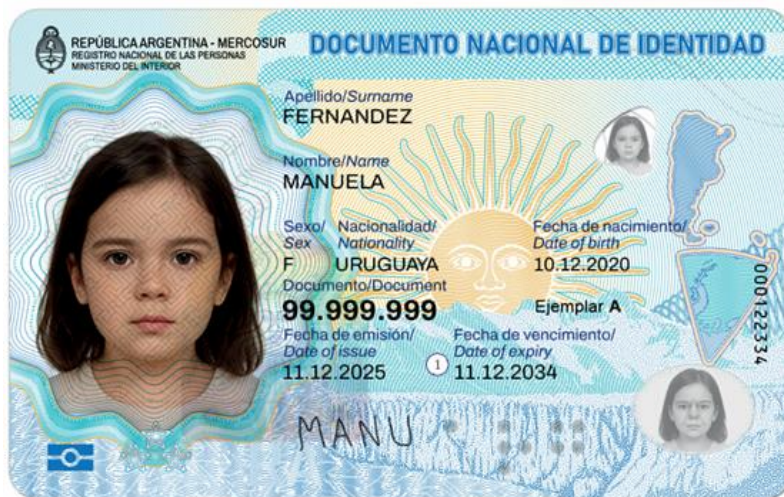 REPÚBLICA ARGENTINA - MERCOSUR
REGISTRO NACIONAL DE LAS PERSONAS
MINISTERIO DEL INTERIOR
DOCUMENTO NACIONAL DE IDENTIDAD
Apellido/Surname
FERNANDEZ
Nombre/Name
MANUELA
Sexo/ Nacionalidad/ Fecha de nacimiento/
Sex Nationality Date of birth
F URUGUAYA 10.12.2020
Documento/Document
99.999.999 Ejemplar A
Fecha de emisión/ Fecha de vencimiento/
Date of issue Date of expiry
11.12.2025 1 11.12.2034
MANU
000122334